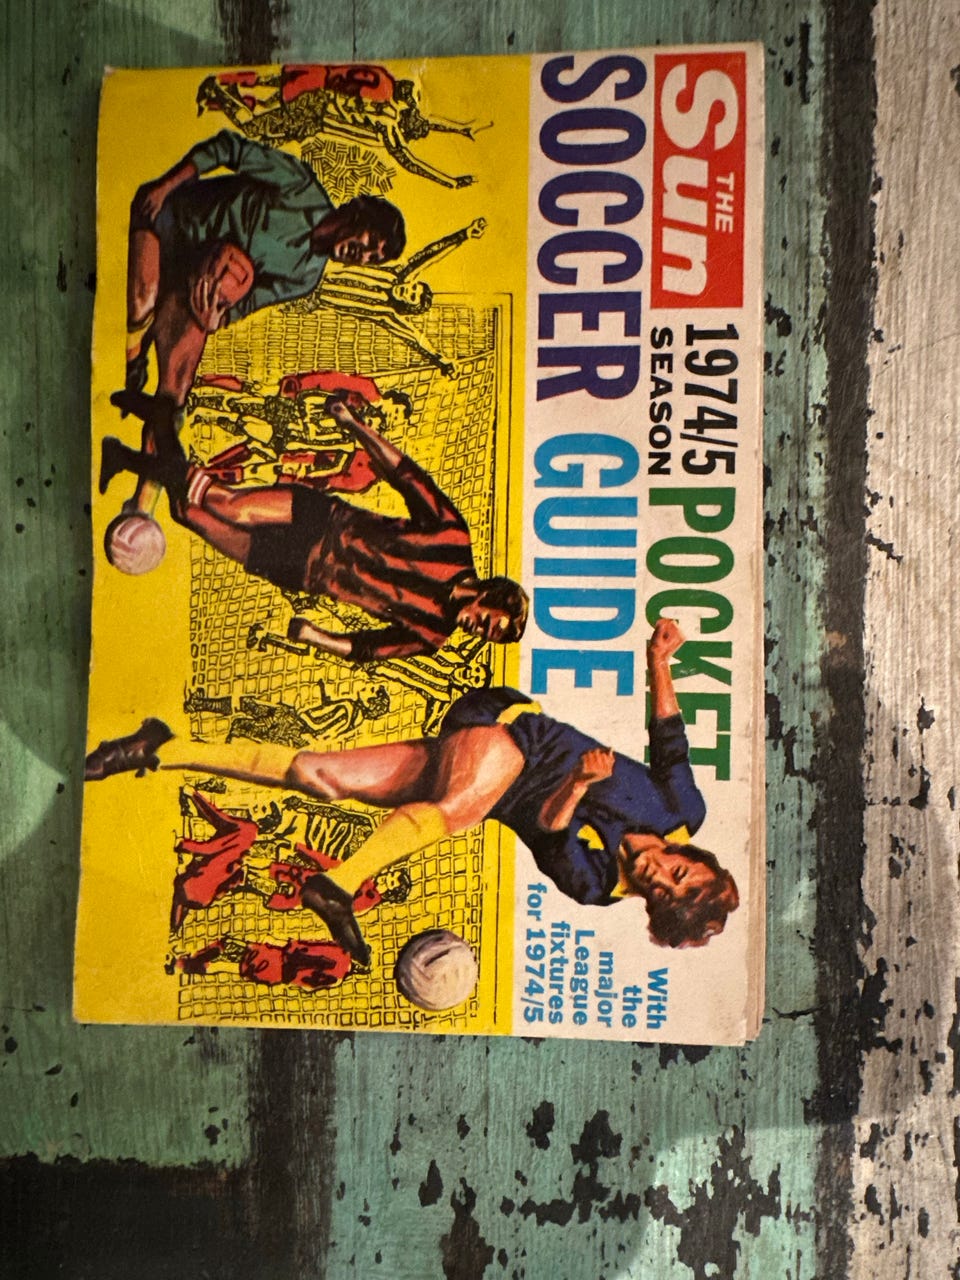 THE
Sun
1974/5
SEASON
POCKET
SOCCER GUIDE
With
the
major
League
fixtures
for 1974/5